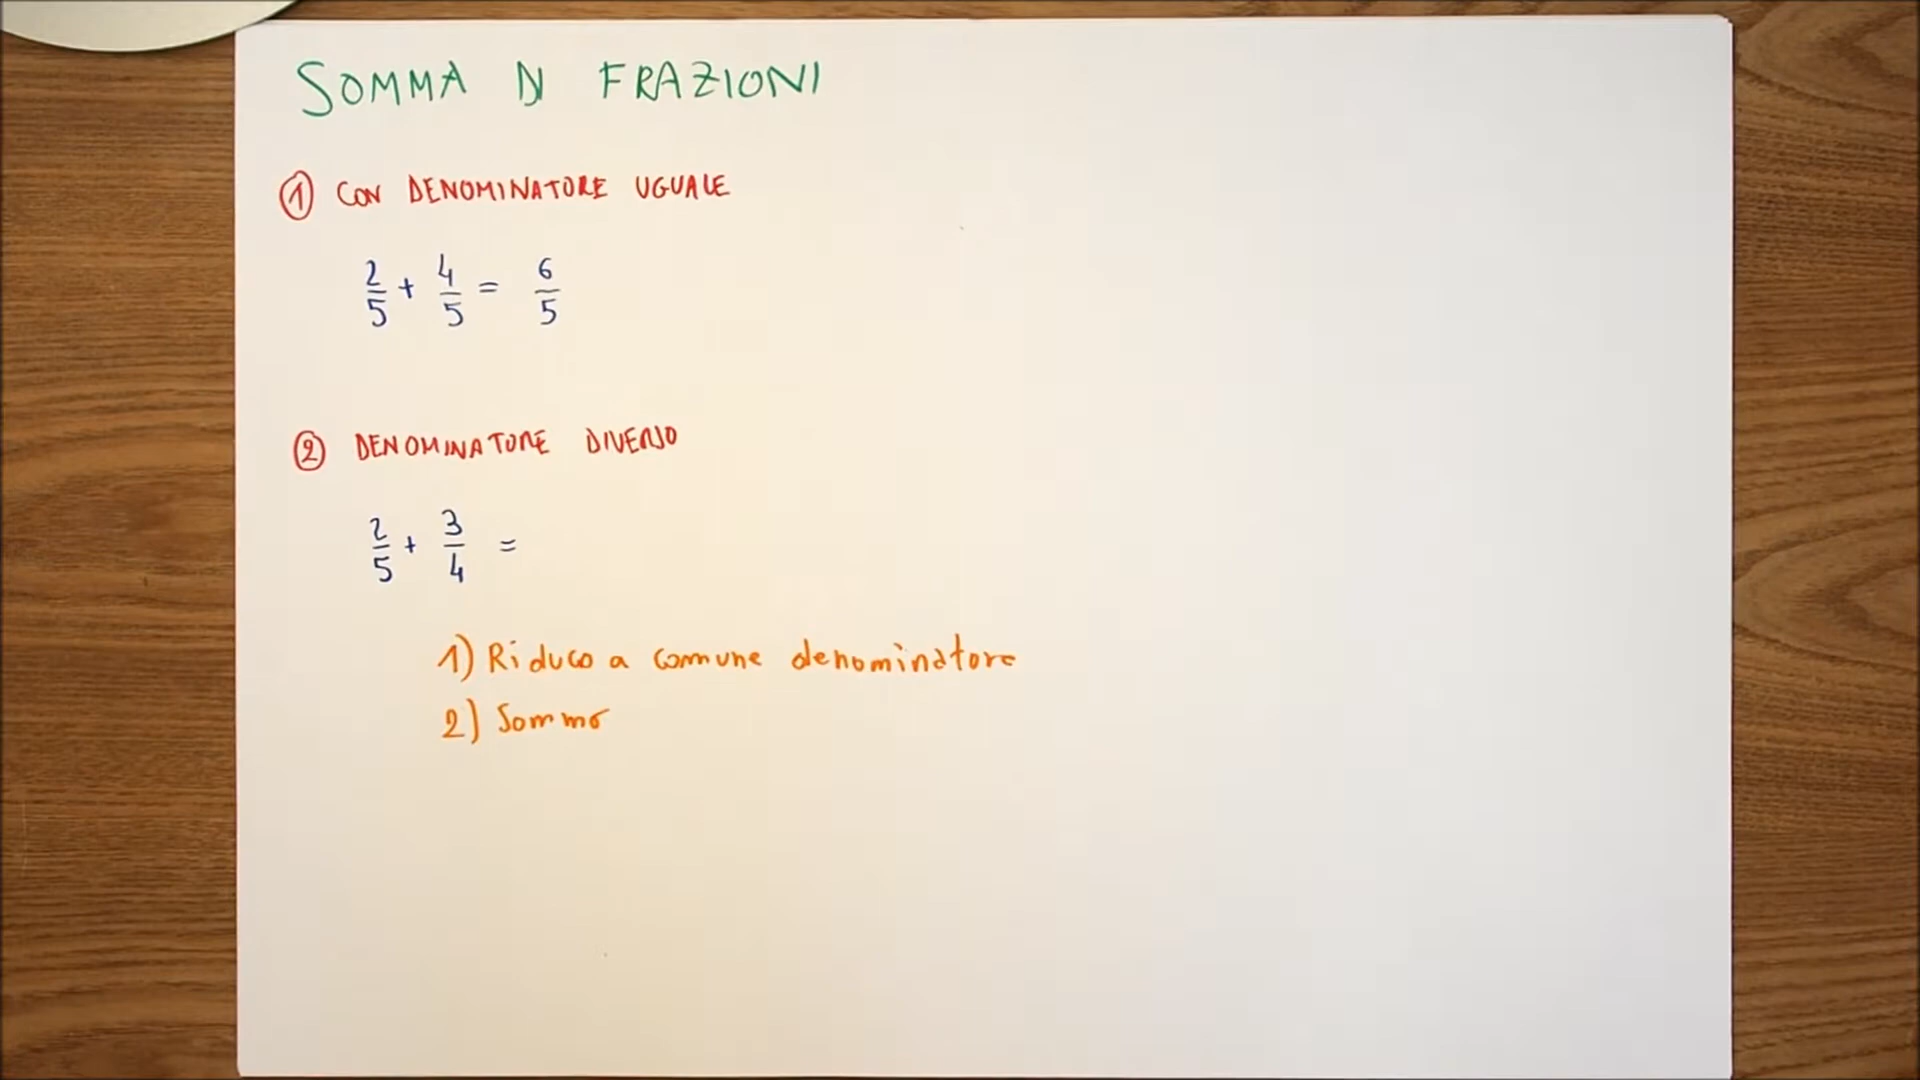 SOMMA DI FRAZIONI
1 CON DENOMINATORE UGUALE
2/5 + 4/5 = 6/5
2 DENOMINATORE DIVERSO
2/5 + 3/4 =
1) Riduco a comune denominatore
2) Sommo